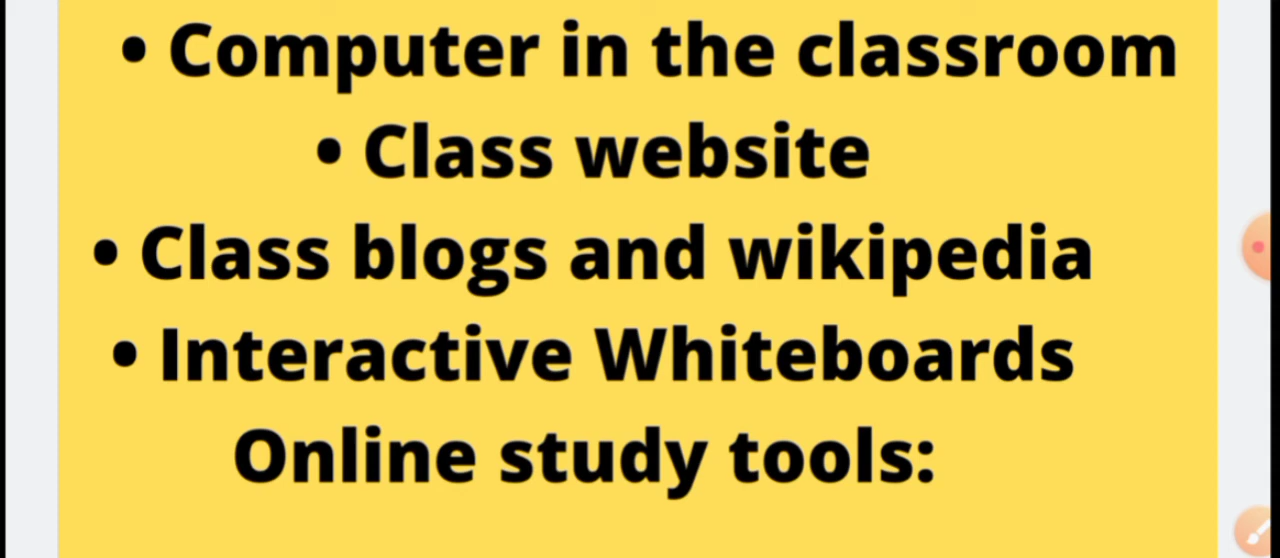 • Computer in the classroom
• Class website
• Class blogs and wikipedia
• Interactive Whiteboards
Online study tools: